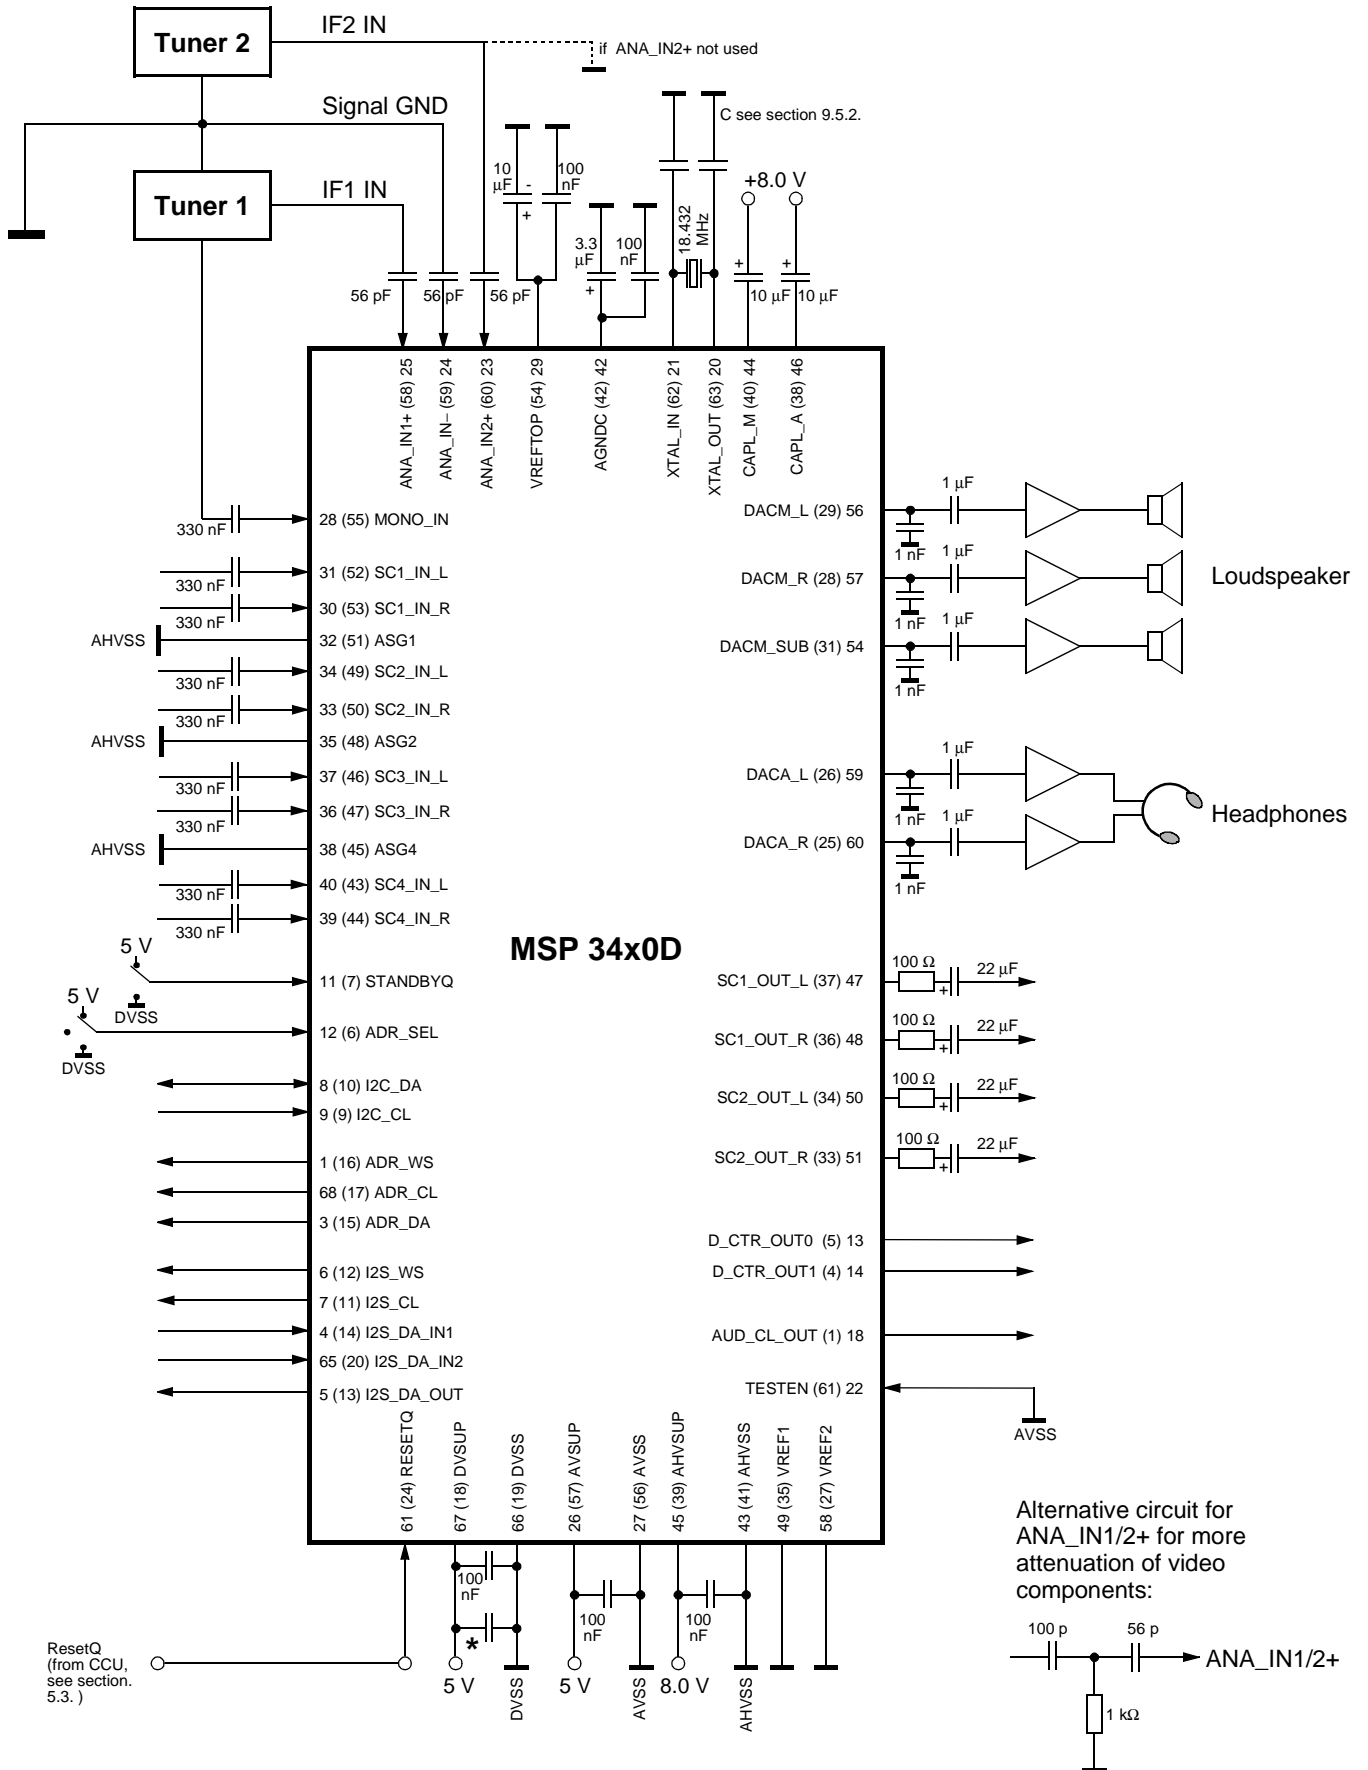 Tuner 2
IF2 IN
if ANA_IN2+ not used
Signal GND
C see section 9.5.2.
Tuner 1
IF1 IN
10
µF
-
+
100
nF
3.3
µF
+
100
nF
18.432
MHz
+8.0 V
+
10 µF
+
10 µF
56 pF
56 pF
56 pF
ANA_IN1+ (58) 25
ANA_IN− (59) 24
ANA_IN2+ (60) 23
VREFTOP (54) 29
AGNDC (42) 42
XTAL_IN (62) 21
XTAL_OUT (63) 20
CAPL_M (40) 44
CAPL_A (38) 46
330 nF
28 (55) MONO_IN
330 nF
31 (52) SC1_IN_L
330 nF
30 (53) SC1_IN_R
AHVSS
32 (51) ASG1
330 nF
34 (49) SC2_IN_L
330 nF
33 (50) SC2_IN_R
AHVSS
35 (48) ASG2
330 nF
37 (46) SC3_IN_L
330 nF
36 (47) SC3_IN_R
AHVSS
38 (45) ASG4
330 nF
40 (43) SC4_IN_L
330 nF
39 (44) SC4_IN_R
5 V
DVSS
11 (7) STANDBYQ
5 V
DVSS
12 (6) ADR_SEL
8 (10) I2C_DA
9 (9) I2C_CL
1 (16) ADR_WS
68 (17) ADR_CL
3 (15) ADR_DA
6 (12) I2S_WS
7 (11) I2S_CL
4 (14) I2S_DA_IN1
65 (20) I2S_DA_IN2
5 (13) I2S_DA_OUT
MSP 34x0D
DACM_L (29) 56
1 nF
1 µF
DACM_R (28) 57
1 nF
1 µF
Loudspeaker
DACM_SUB (31) 54
1 nF
1 µF
DACA_L (26) 59
1 nF
1 µF
Headphones
DACA_R (25) 60
1 nF
1 µF
SC1_OUT_L (37) 47
100 Ω
+
22 µF
SC1_OUT_R (36) 48
100 Ω
+
22 µF
SC2_OUT_L (34) 50
100 Ω
+
22 µF
SC2_OUT_R (33) 51
100 Ω
+
22 µF
D_CTR_OUT0 (5) 13
D_CTR_OUT1 (4) 14
AUD_CL_OUT (1) 18
TESTEN (61) 22
AVSS
61 (24) RESETQ
67 (18) DVSUP
66 (19) DVSS
26 (57) AVSUP
27 (56) AVSS
45 (39) AHVSUP
43 (41) AHVSS
49 (35) VREF1
58 (27) VREF2
100
nF
*
100
nF
100
nF
5 V
DVSS
5 V
AVSS
8.0 V
AHVSS
ResetQ
(from CCU,
see section.
5.3. )
Alternative circuit for
ANA_IN1/2+ for more
attenuation of video
components:
100 p
56 p
ANA_IN1/2+
1 kΩ